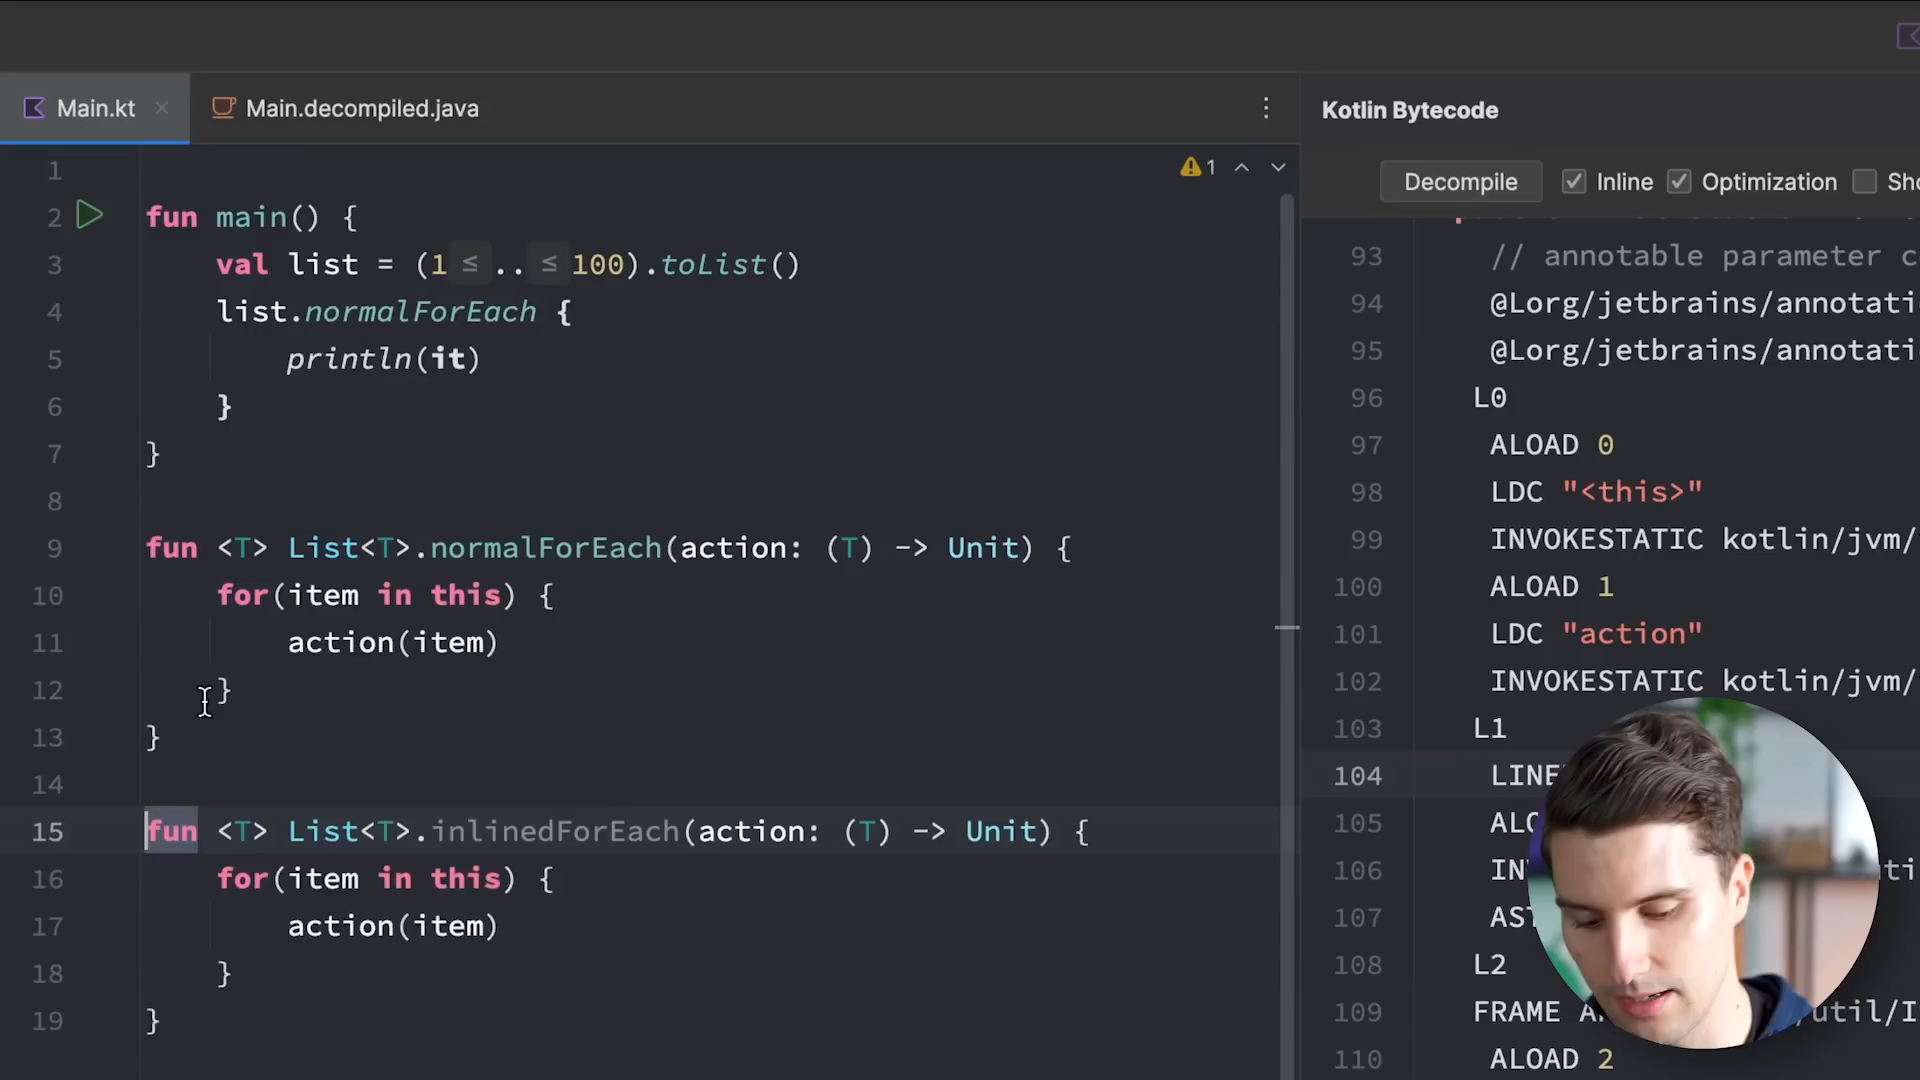 Main.kt
Main.decompiled.java
1
1
2 fun main() {
3 val list = (1 ≤ .. ≤ 100).toList()
4 list.normalForEach {
5 println(it)
6 }
7 }
8
9 fun <T> List<T>.normalForEach(action: (T) -> Unit) {
10 for(item in this) {
11 action(item)
12 }
13 }
14
15 fun <T> List<T>.inlinedForEach(action: (T) -> Unit) {
16 for(item in this) {
17 action(item)
18 }
19 }
Kotlin Bytecode
Decompile Inline Optimization
93 // annotable parameter
94 @Lorg/jetbrains/annotati
95 @Lorg/jetbrains/annotati
96 L0
97 ALOAD 0
98 LDC "<this>"
99 INVOKESTATIC kotlin/jvm/
100 ALOAD 1
101 LDC "action"
102 INVOKESTATIC kotlin/jvm/
103 L1
104 LINE
105
106
107
108 L2
109 FRAME
110 ALOAD 2